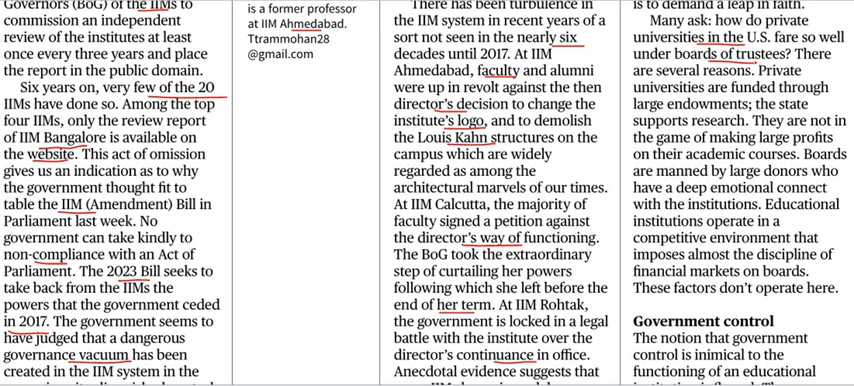 Governors (BoG) of the IIMs to
commission an independent
review of the institutes at least
once every three years and place
the report in the public domain.
Six years on, very few of the 20
IIMs have done so. Among the top
four IIMs, only the review report
of IIM Bangalore is available on
the website. This act of omission
gives us an indication as to why
the government thought fit to
table the IIM (Amendment) Bill in
Parliament last week. No
government can take kindly to
non-compliance with an Act of
Parliament. The 2023 Bill seeks to
take back from the IIMs the
powers that the government ceded
in 2017. The government seems to
have judged that a dangerous
governance vacuum has been
created in the IIM system in the
is a former professor
at IIM Ahmedabad.
Ttrammohan28
@gmail.com
There has been turbulence in
the IIM system in recent years of a
sort not seen in the nearly six
decades until 2017. At IIM
Ahmedabad, faculty and alumni
were up in revolt against the then
director's decision to change the
institute's logo, and to demolish
the Louis Kahn structures on the
campus which are widely
regarded as among the
architectural marvels of our times.
At IIM Calcutta, the majority of
faculty signed a petition against
the director's way of functioning.
The BoG took the extraordinary
step of curtailing her powers
following which she left before the
end of her term. At IIM Rohtak,
the government is locked in a legal
battle with the institute over the
director's continuance in office.
Anecdotal evidence suggests that
is to demand a leap in faith.
Many ask: how do private
universities in the U.S. fare so well
under boards of trustees? There
are several reasons. Private
universities are funded through
large endowments; the state
supports research. They are not in
the game of making large profits
on their academic courses. Boards
are manned by large donors who
have a deep emotional connect
with the institutions. Educational
institutions operate in a
competitive environment that
imposes almost the discipline of
financial markets on boards.
These factors don't operate here.
Government control
The notion that government
control is inimical to the
functioning of an educational